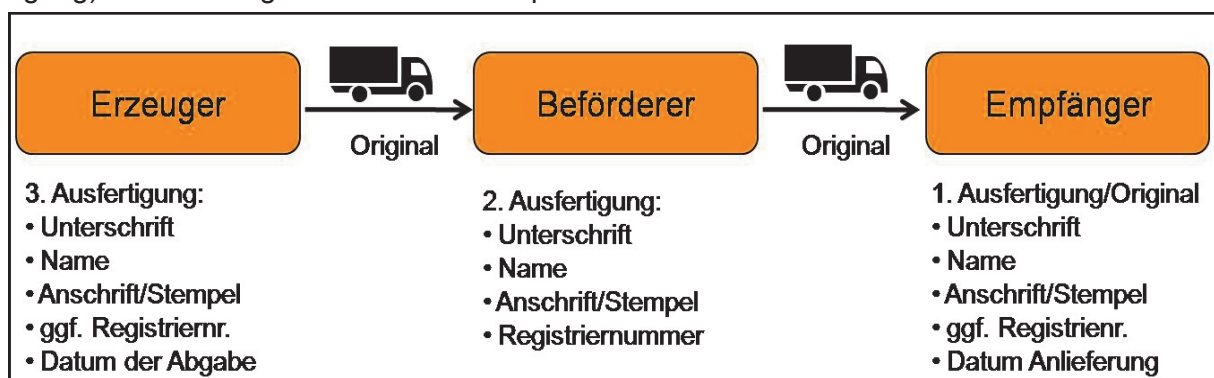 Erzeuger
Original
Beförderer
Original
Empfänger
3. Ausfertigung:
• Unterschrift
• Name
• Anschrift/Stempel
• ggf. Registriernr.
• Datum der Abgabe
2. Ausfertigung:
• Unterschrift
• Name
• Anschrift/Stempel
• Registriernummer
1. Ausfertigung/Original
• Unterschrift
• Name
• Anschrift/Stempel
• ggf. Registrienr.
• Datum Anlieferung